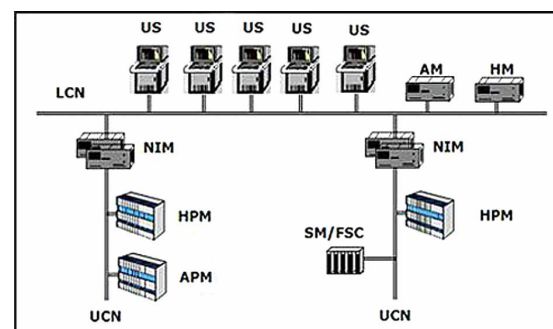 US US US US US
AM HM
LCN
NIM NIM
HPM HPM
SM/FSC
APM
UCN UCN